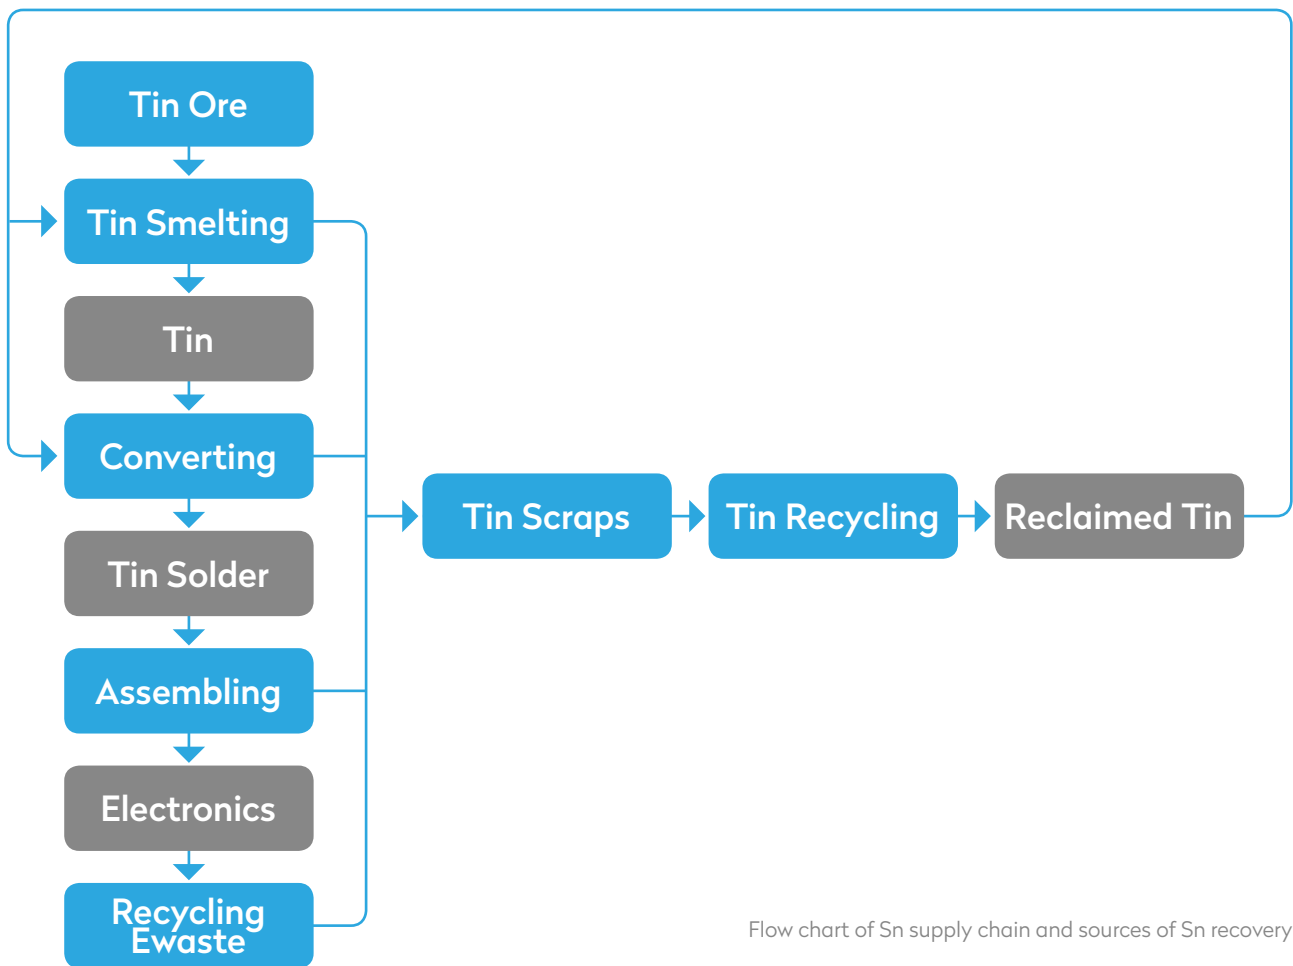 Tin Ore
Tin Smelting
Tin
Converting
Tin Solder
Assembling
Electronics
Recycling
Ewaste
Tin Scraps
Tin Recycling
Reclaimed Tin
Flow chart of Sn supply chain and sources of Sn recovery